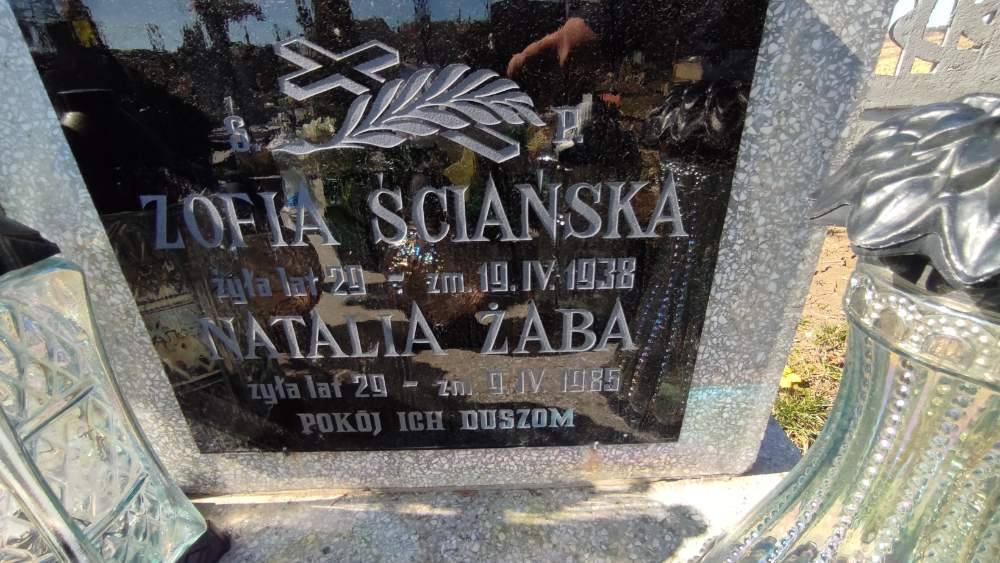 Ś. P.
ZOFIA ŚCIAŃSKA
żyła lat 29 - zm. 19.IV.1938
NATALIA ŻABA
żyła lat 29 - zm. 9.IV.1985
POKÓJ ICH DUSZOM